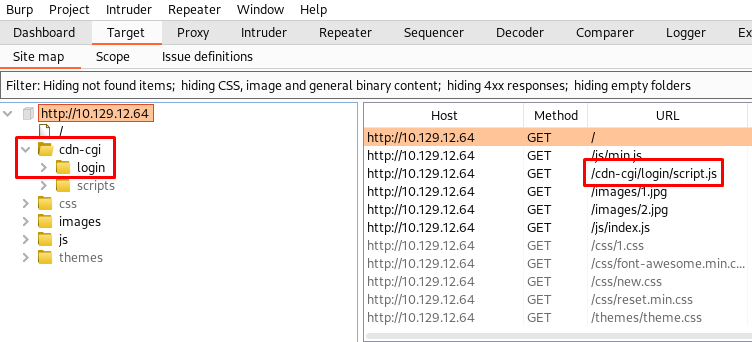 Burp Project Intruder Repeater Window Help
Dashboard Target Proxy Intruder Repeater Sequencer Decoder Comparer Logger Ex
Site map Scope Issue definitions
Filter: Hiding not found items; hiding CSS, image and general binary content; hiding 4xx responses; hiding empty folders
http://10.129.12.64
/
cdn-cgi
login
scripts
css
images
js
themes
Host Method URL
http://10.129.12.64 GET /
http://10.129.12.64 GET /js/min.js
http://10.129.12.64 GET /cdn-cgi/login/script.js
http://10.129.12.64 GET /images/1.jpg
http://10.129.12.64 GET /images/2.jpg
http://10.129.12.64 GET /js/index.js
http://10.129.12.64 GET /css/1.css
http://10.129.12.64 GET /css/font-awesome.min.c...
http://10.129.12.64 GET /css/new.css
http://10.129.12.64 GET /css/reset.min.css
http://10.129.12.64 GET /themes/theme.css